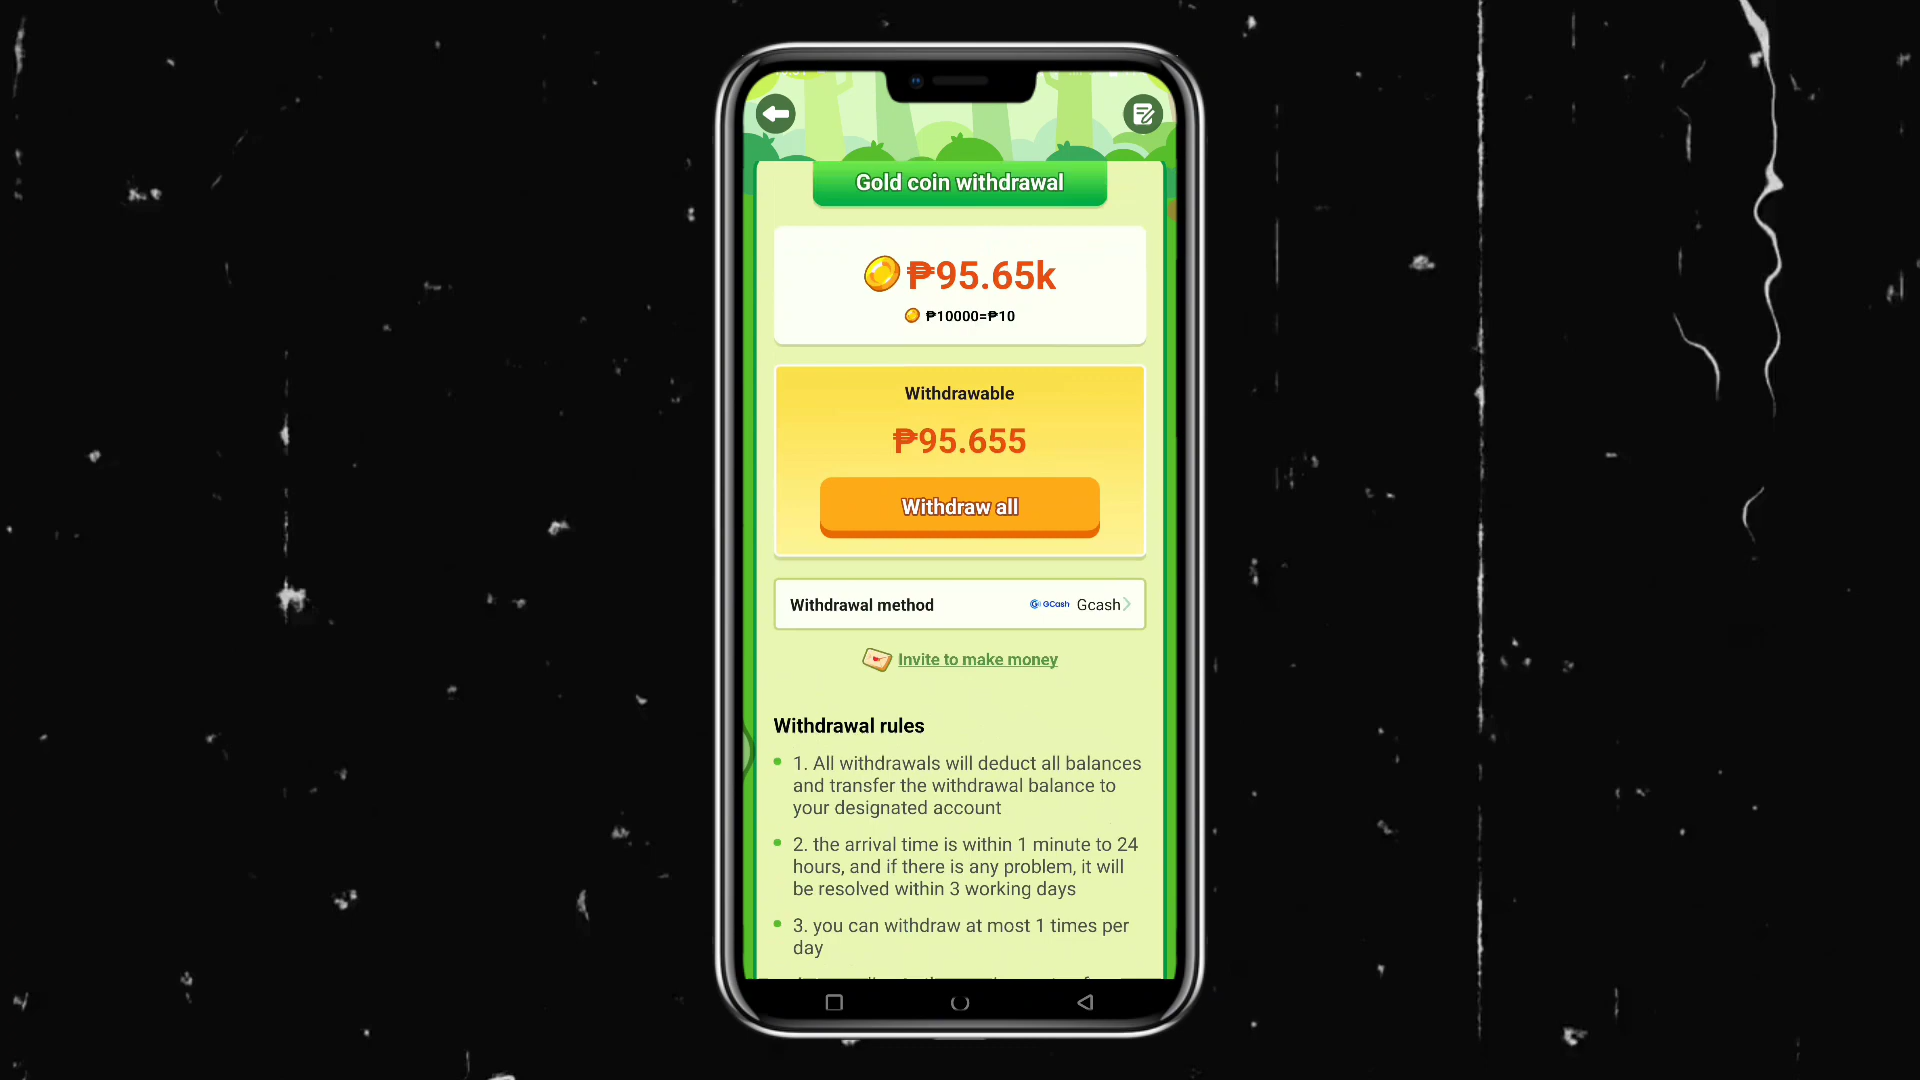 Gold coin withdrawal
₱95.65k
₱10000=₱10
Withdrawable
₱95.655
Withdraw all
Withdrawal method GCash Gcash
Invite to make money
Withdrawal rules
1. All withdrawals will deduct all balances
and transfer the withdrawal balance to
your designated account
2. the arrival time is within 1 minute to 24
hours, and if there is any problem, it will
be resolved within 3 working days
3. you can withdraw at most 1 times per
day